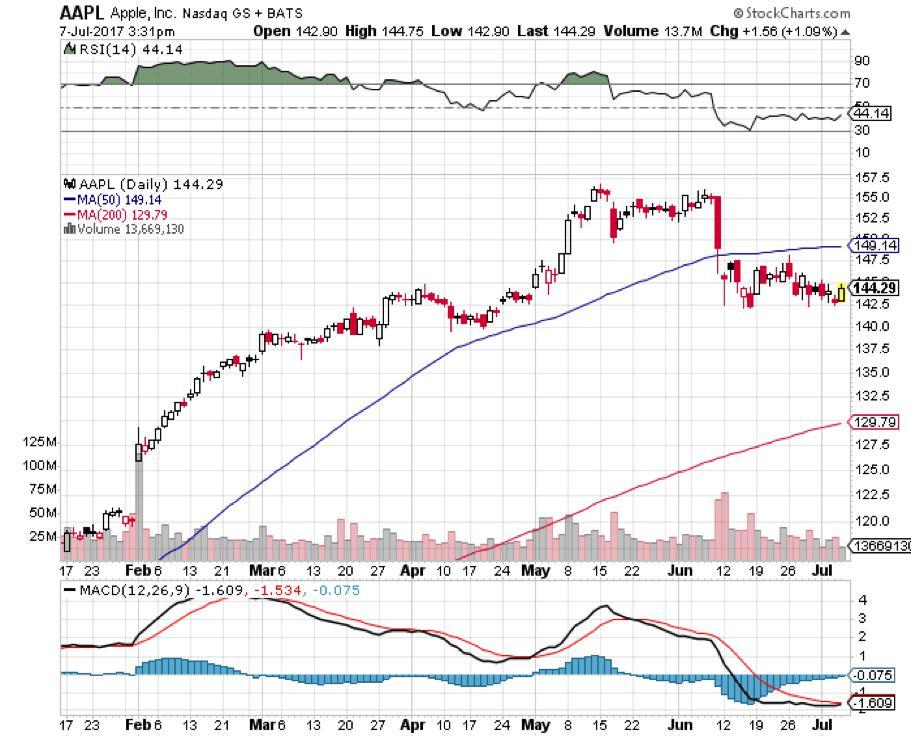 AAPL Apple, Inc. Nasdaq GS + BATS
© StockCharts.com
7-Jul-2017 3:31pm
Open 142.90 High 144.75 Low 142.90 Last 144.29 Volume 13.7M Chg +1.56 (+1.09%)
RSI(14) 44.14
90
70
50
44.14
30
10
AAPL (Daily) 144.29
MA(50) 149.14
MA(200) 129.79
Volume 13,669,130
157.5
155.0
152.5
149.14
147.5
144.29
142.5
140.0
137.5
135.0
132.5
129.79
127.5
125.0
122.5
120.0
13669130
125M
100M
75M
50M
25M
17 23 Feb 6 13 21 Mar 6 13 20 27 Apr 10 17 24 May 8 15 22 Jun 12 19 26 Jul
MACD(12,26,9) -1.609, -1.534, -0.075
4
3
2
1
-0.075
-1.609
17 23 Feb 6 13 21 Mar 6 13 20 27 Apr 10 17 24 May 8 15 22 Jun 12 19 26 Jul